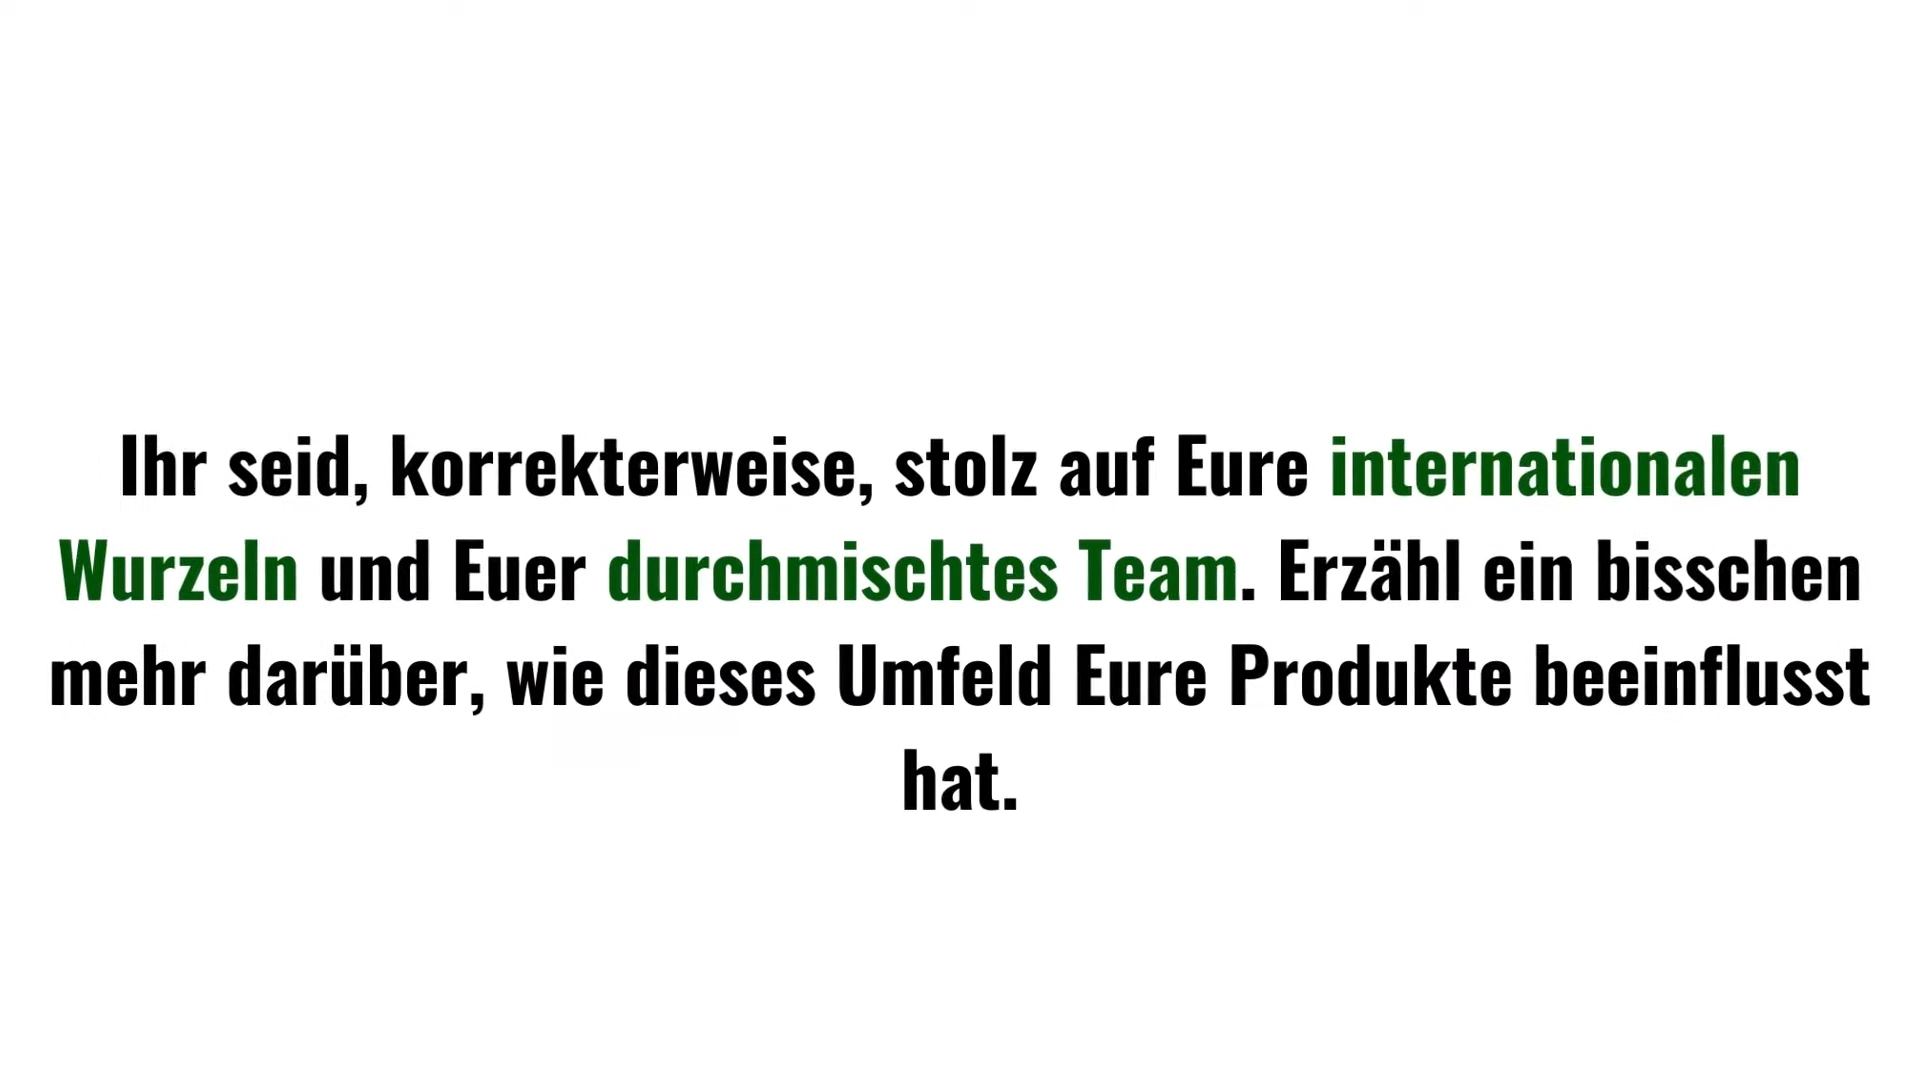 Ihr seid, korrekterweise, stolz auf Eure internationalen
Wurzeln und Euer durchmischtes Team. Erzähl ein bisschen
mehr darüber, wie dieses Umfeld Eure Produkte beeinflusst
hat.